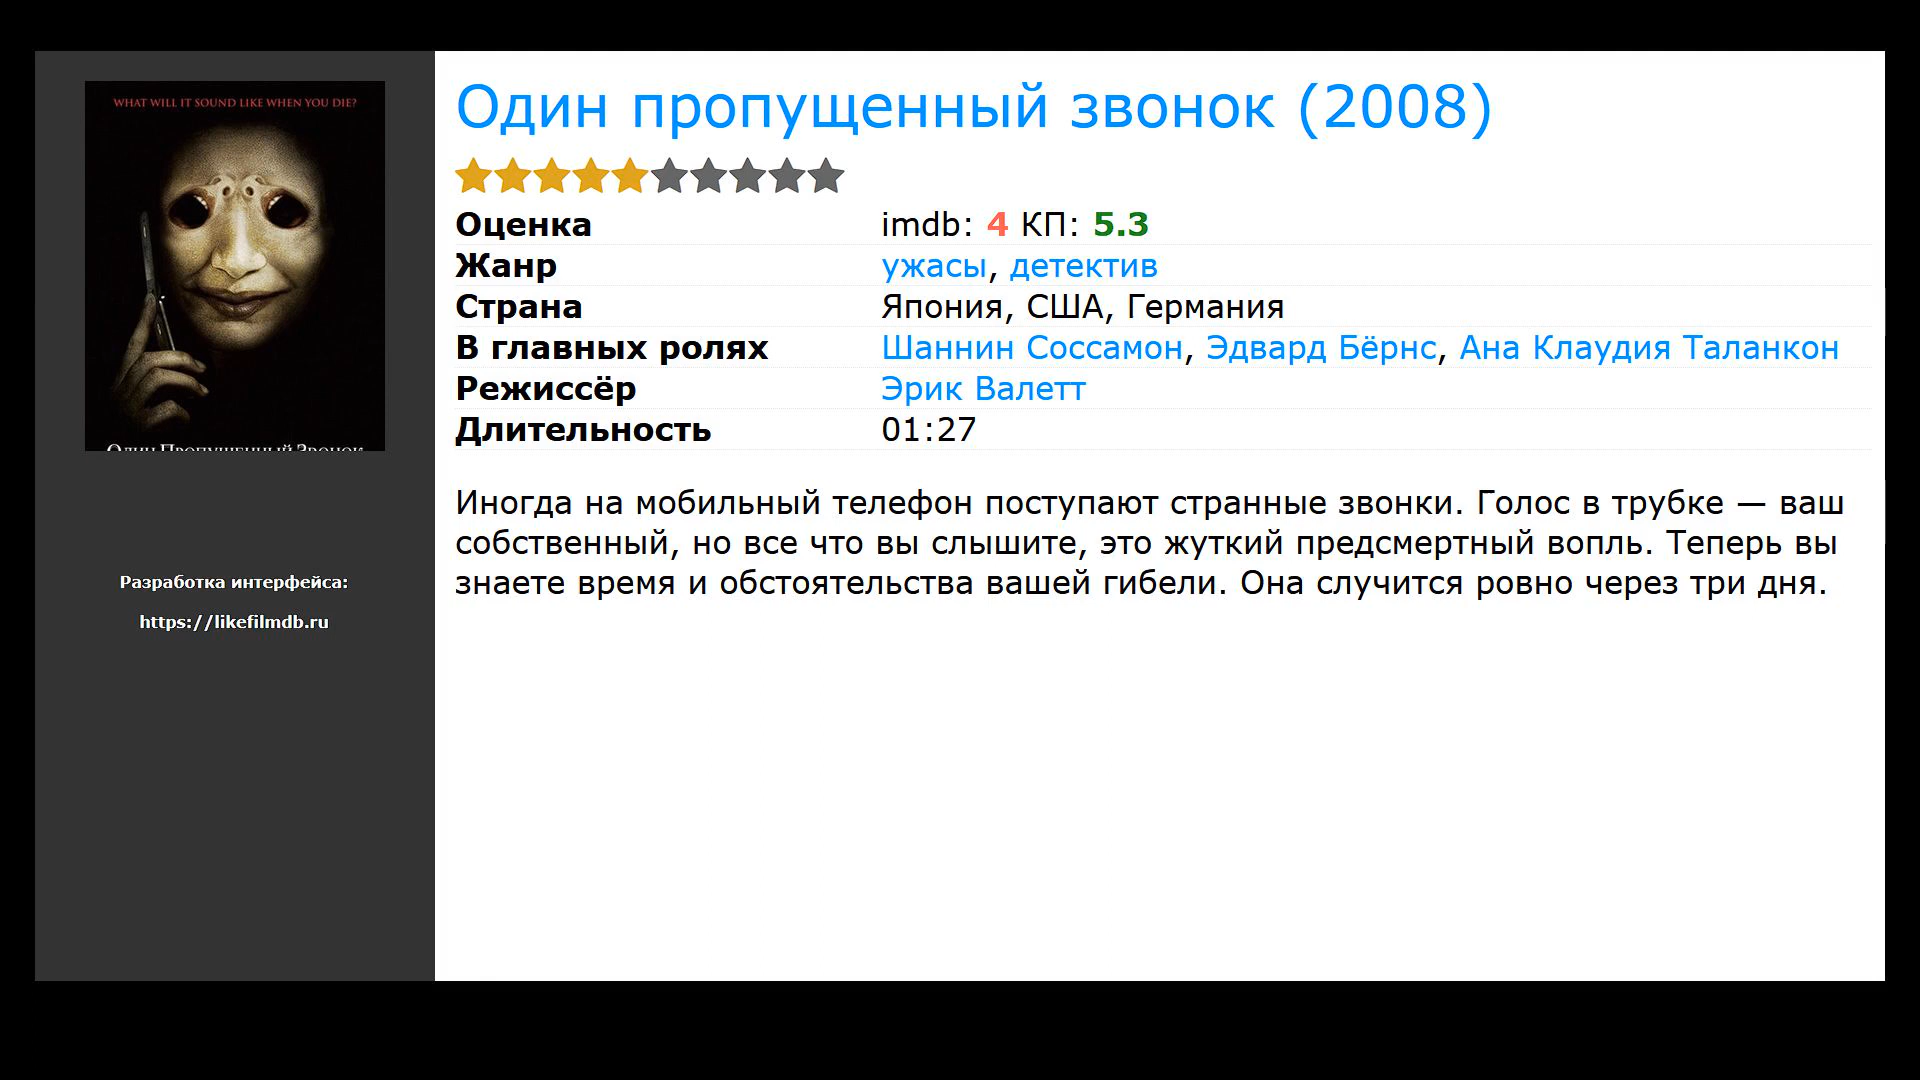 WHAT WILL IT SOUND LIKE WHEN YOU DIE?
Один Пропущенный Звонок
Разработка интерфейса:
https://likefilmdb.ru
Один пропущенный звонок (2008)
Оценка imdb: 4 КП: 5.3
Жанр ужасы, детектив
Страна Япония, США, Германия
В главных ролях Шаннин Соссамон, Эдвард Бёрнс, Ана Клаудия Таланкон
Режиссёр Эрик Валетт
Длительность 01:27
Иногда на мобильный телефон поступают странные звонки. Голос в трубке — ваш
собственный, но все что вы слышите, это жуткий предсмертный вопль. Теперь вы
знаете время и обстоятельства вашей гибели. Она случится ровно через три дня.